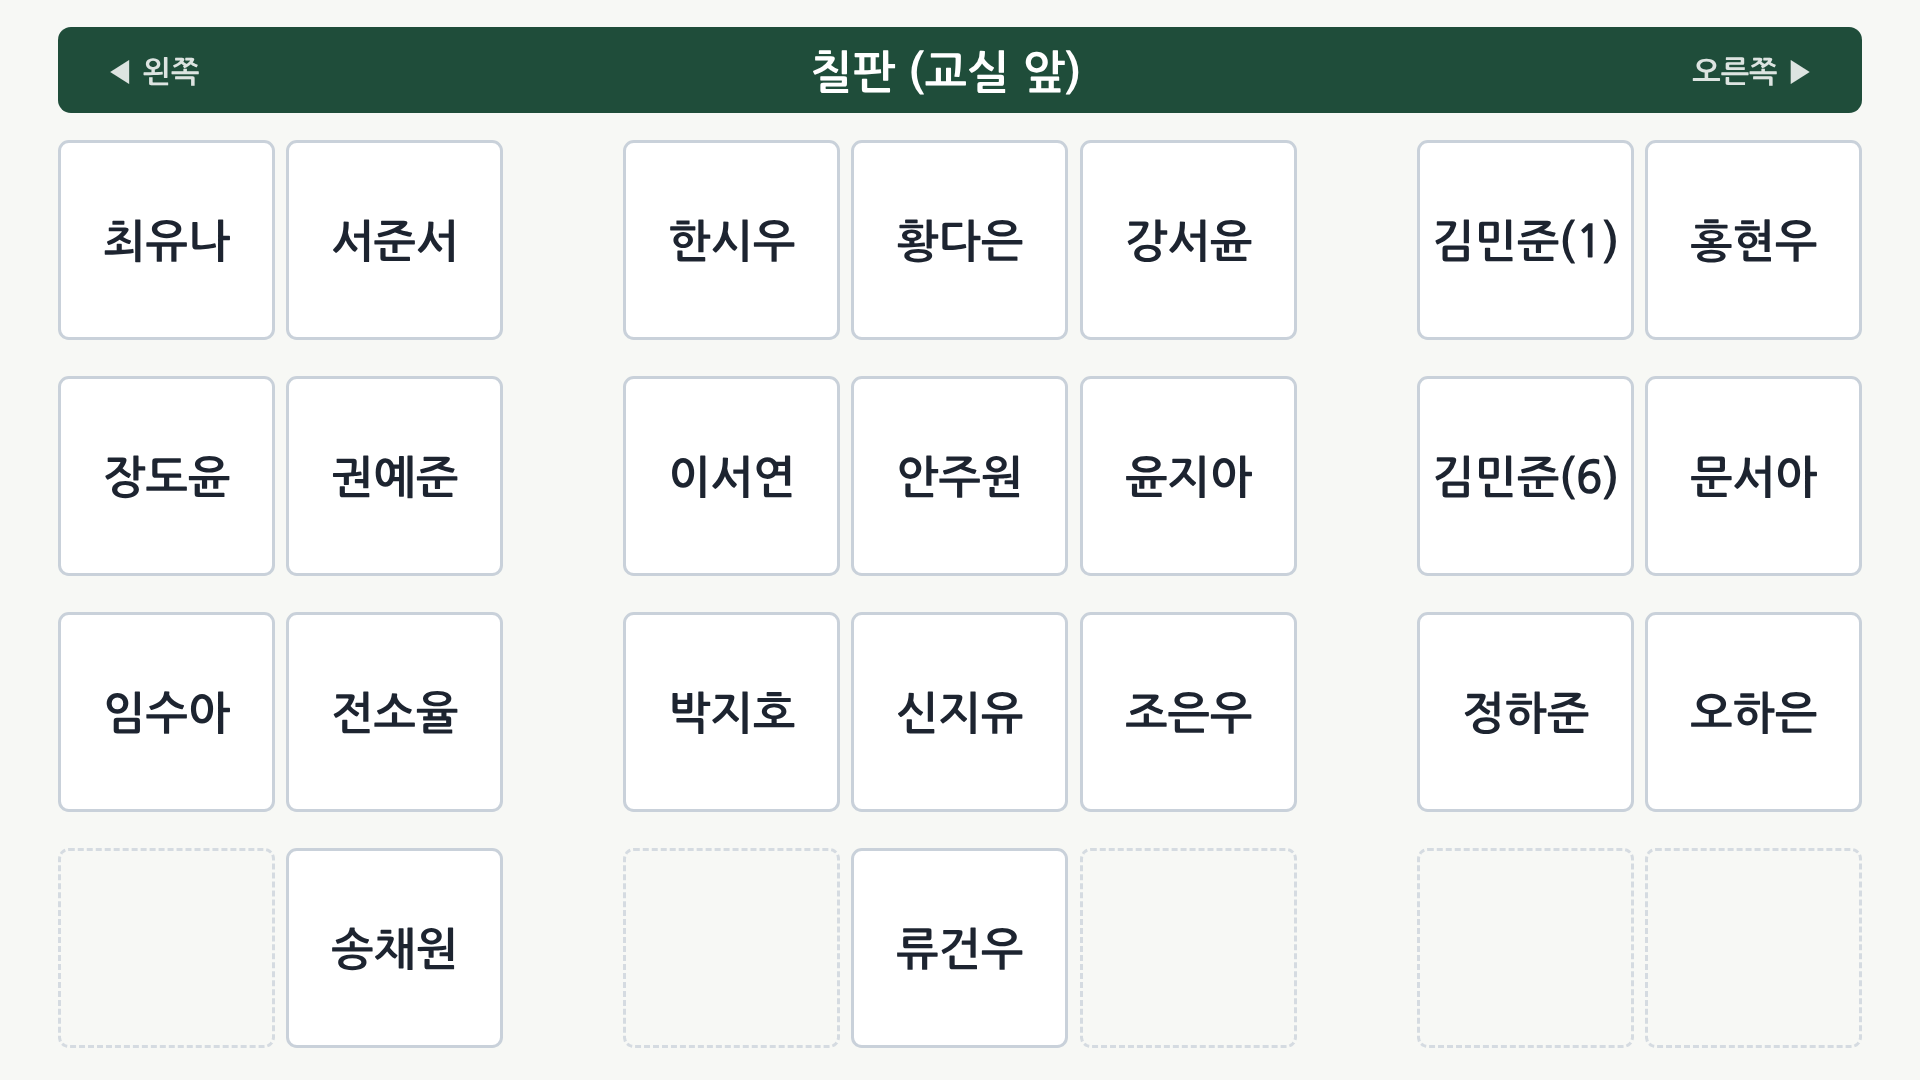 ◀ 왼쪽 칠판 (교실 앞) 오른쪽 ▶
최유나 서준서 한시우 황다은 강서윤 김민준(1) 홍현우
장도윤 권예준 이서연 안주원 윤지아 김민준(6) 문서아
임수아 전소율 박지호 신지유 조은우 정하준 오하은
송채원 류건우